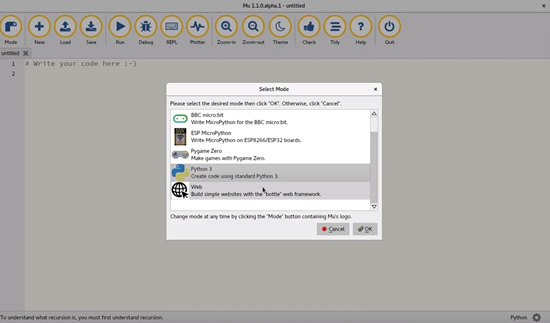 Mu 1.1.0.alpha.1 - untitled
Mode New Load Save Run Debug REPL Plotter Zoom-in Zoom-out Theme Check Tidy Help Quit
untitled
1 # Write your code here :-)
2
Select Mode
Please select the desired mode then click "OK". Otherwise, click "Cancel".
BBC micro:bit
Write MicroPython for the BBC micro:bit.
ESP MicroPython
Write MicroPython on ESP8266/ESP32 boards.
Pygame Zero
Make games with Pygame Zero.
Python 3
Create code using standard Python 3.
Web
Build simple websites with the "bottle" web framework.
Change mode at any time by clicking the "Mode" button containing Mu's logo.
Cancel OK
To understand what recursion is, you must first understand recursion. Python